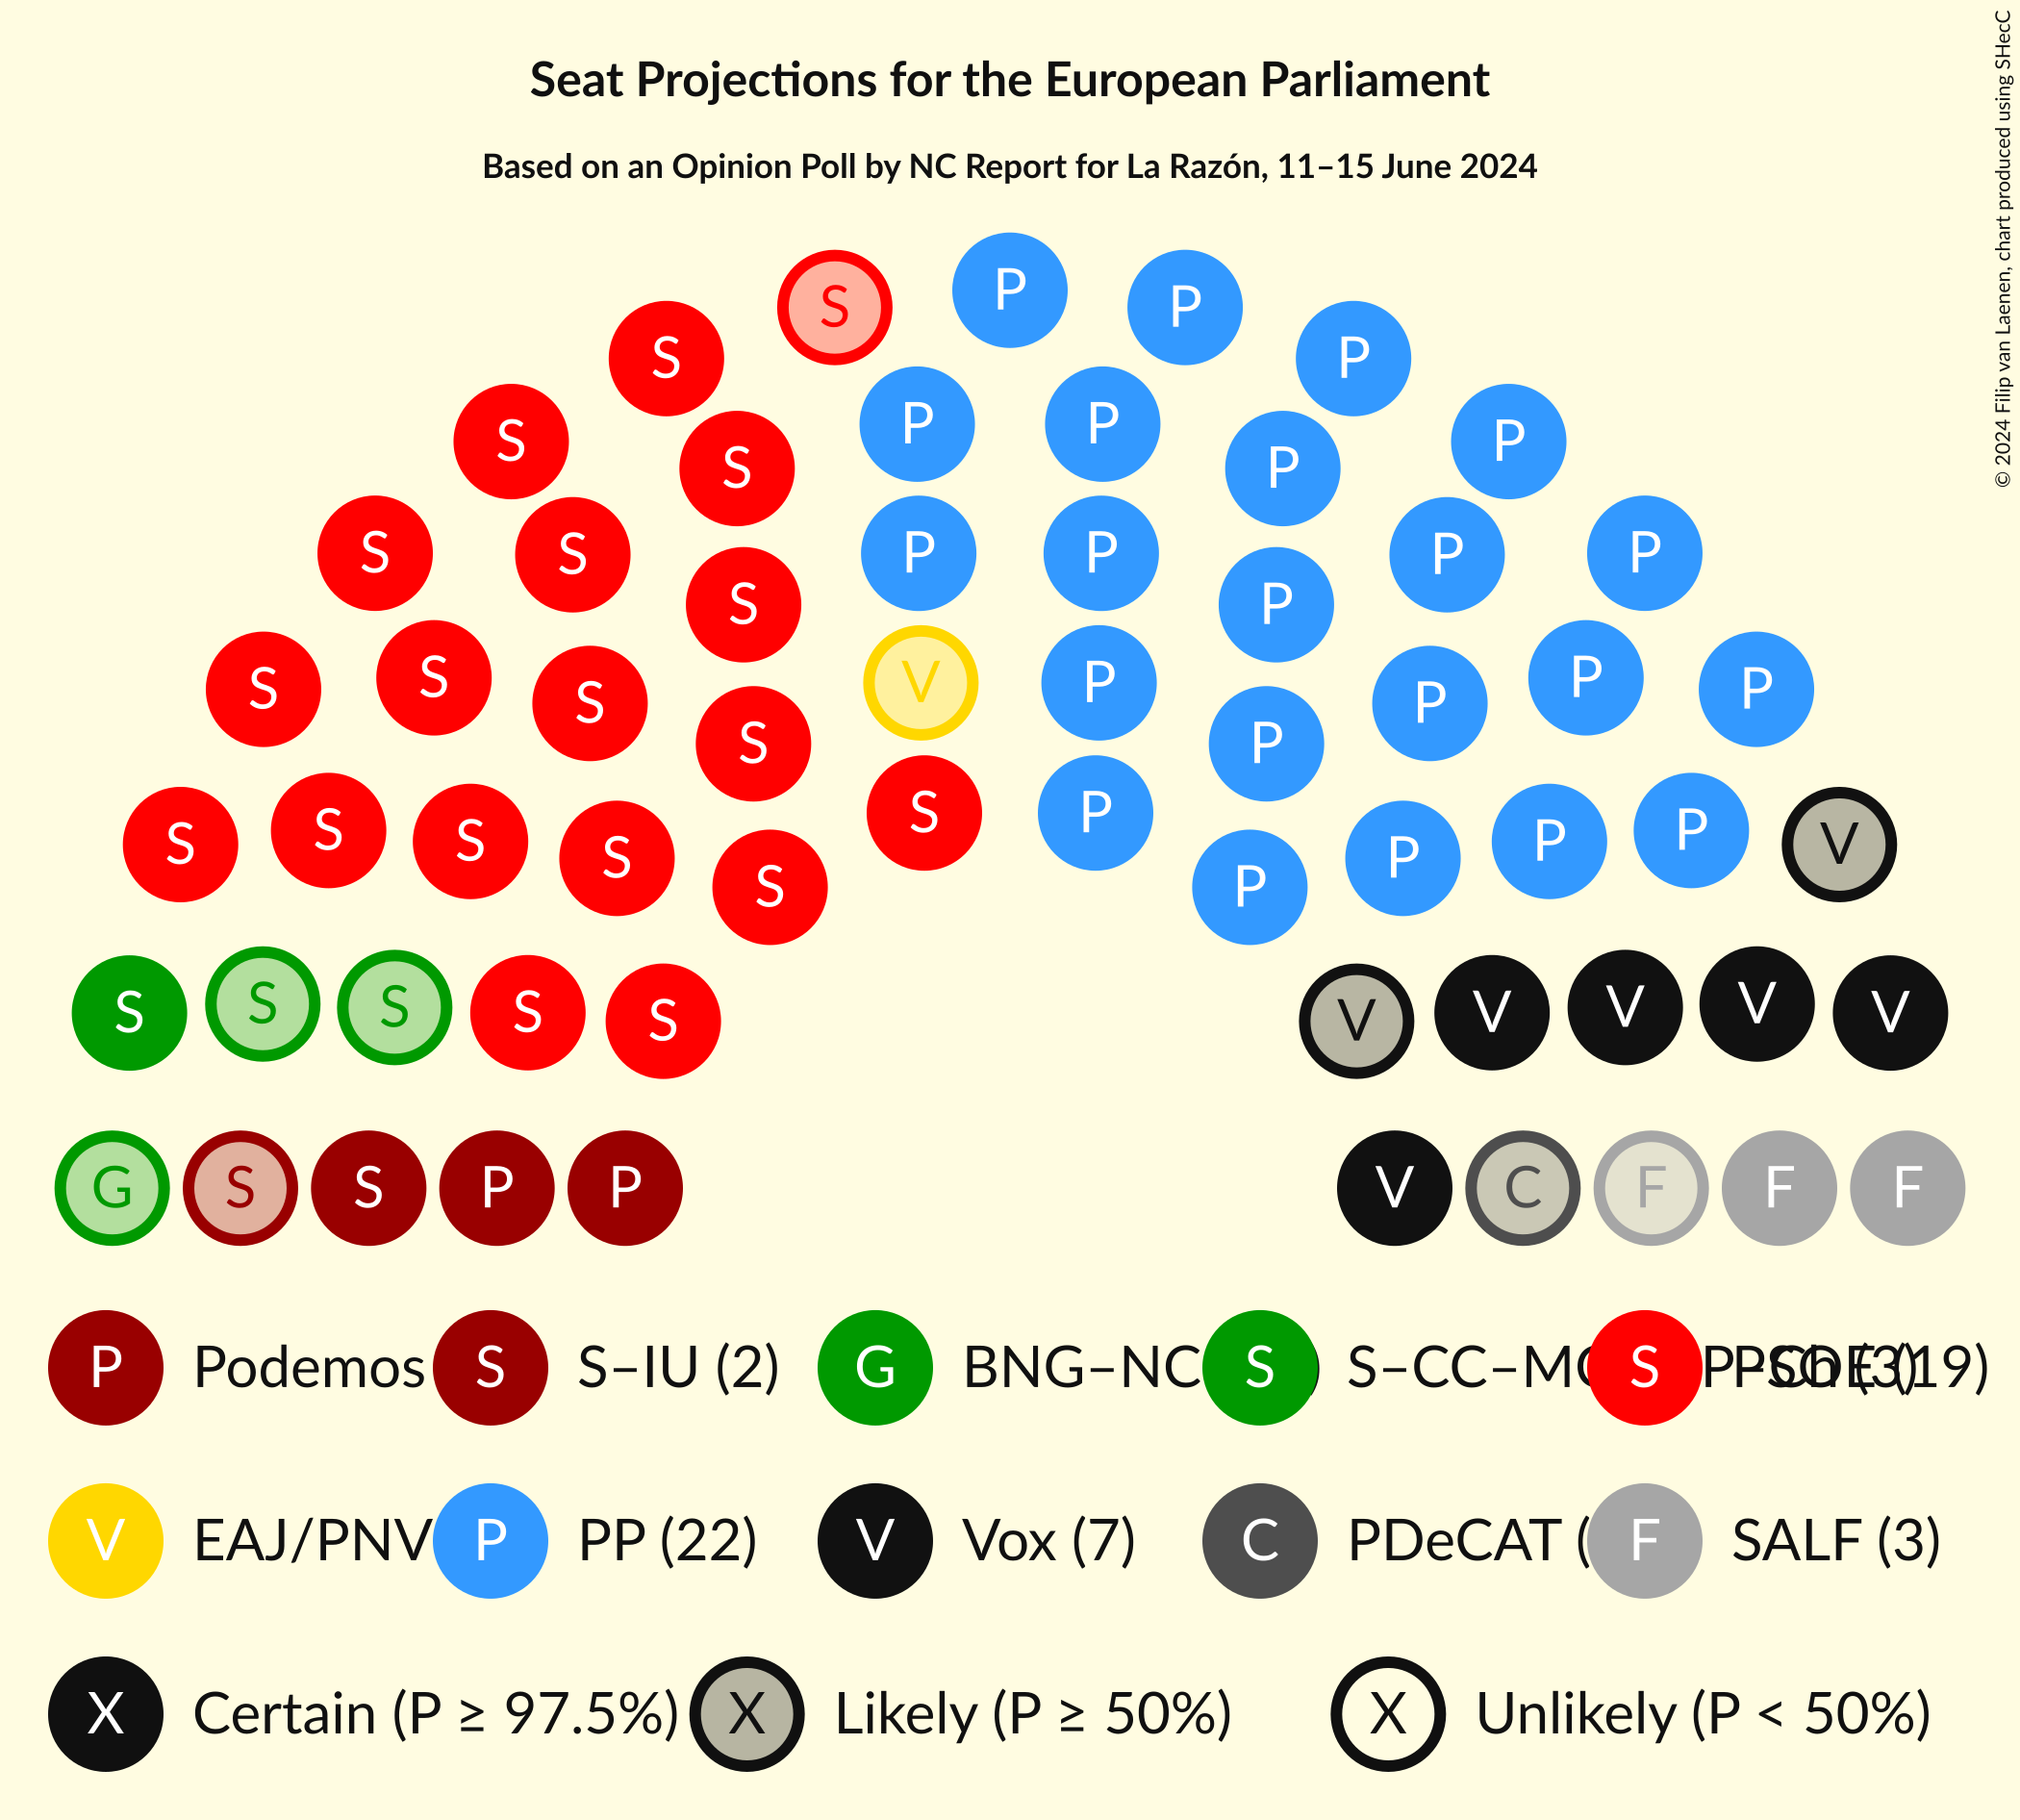 Seat Projections for the European Parliament
Based on an Opinion Poll by NC Report for La Razón, 11–15 June 2024
© 2024 Filip van Laenen, chart produced using SHecC
P
S P P
S P
S P P P
S S
S P P P P
S S P P
S V P
S S P P
S S P
S P
S S P P V
S S P P
S P
S S S S S V V V V V
G S S P P V C F F F
P Podemos S S–IU (2) G BNG–NC S S–CC–M S PSOE (19)
V EAJ/PNV P PP (22) V Vox (7) C PDeCAT ( F SALF (3)
X Certain (P ≥ 97.5%) X Likely (P ≥ 50%) X Unlikely (P < 50%)